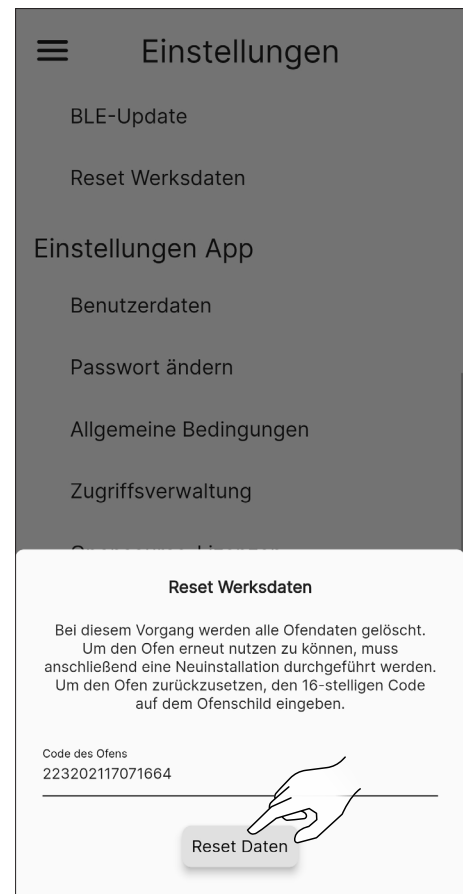 Einstellungen
BLE-Update
Reset Werksdaten
Einstellungen App
Benutzerdaten
Passwort ändern
Allgemeine Bedingungen
Zugriffsverwaltung
Reset Werksdaten
Bei diesem Vorgang werden alle Ofendaten gelöscht.
Um den Ofen erneut nutzen zu können, muss
anschließend eine Neuinstallation durchgeführt werden.
Um den Ofen zurückzusetzen, den 16-stelligen Code
auf dem Ofenschild eingeben.
Code des Ofens
223202117071664
Reset Daten